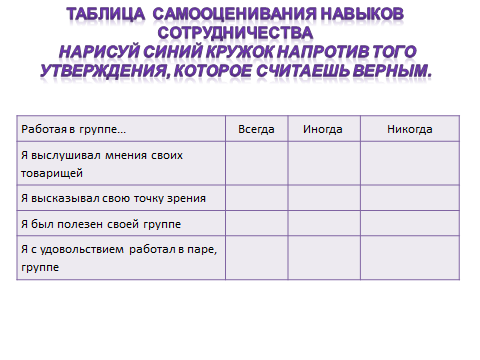 ТАБЛИЦА САМООЦЕНИВАНИЯ НАВЫКОВ
СОТРУДНИЧЕСТВА
НАРИСУЙ СИНИЙ КРУЖОК НАПРОТИВ ТОГО
УТВЕРЖДЕНИЯ, КОТОРОЕ СЧИТАЕШЬ ВЕРНЫМ.
Работая в группе... Всегда Иногда Никогда
Я выслушивал мнения своих
товарищей
Я высказывал свою точку зрения
Я был полезен своей группе
Я с удовольствием работал в паре,
группе